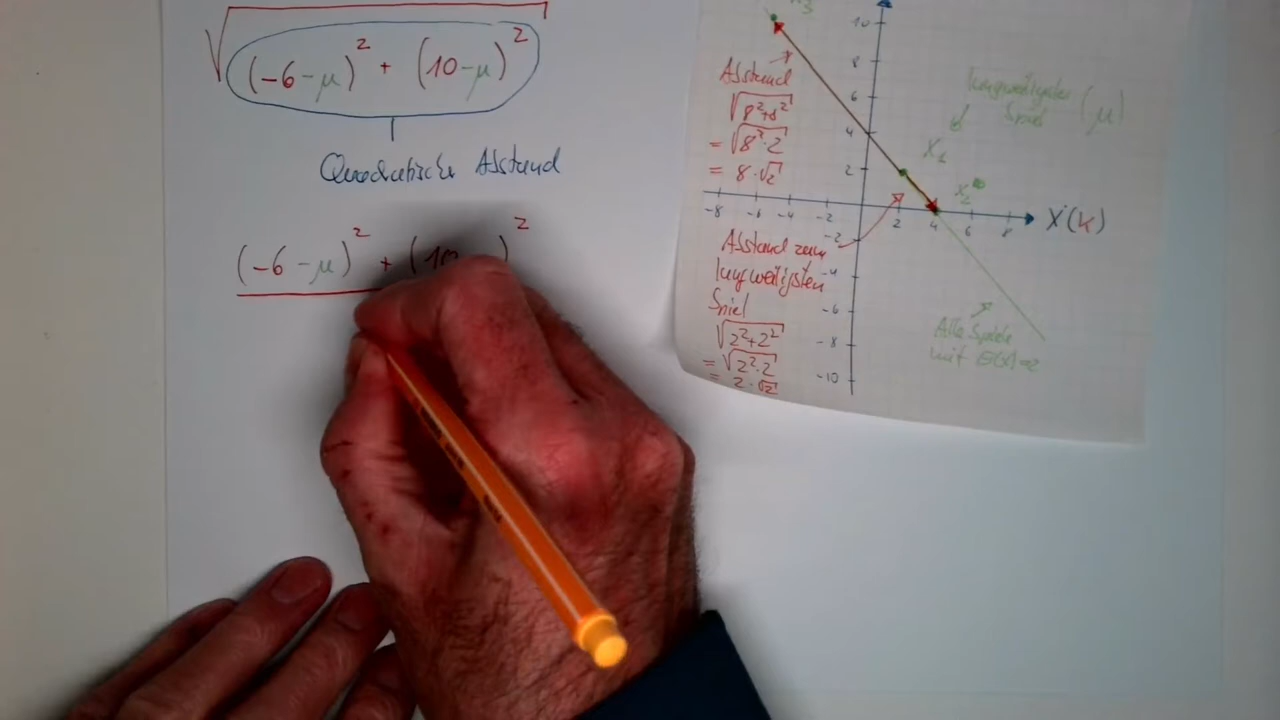 √((-6-μ)² + (10-μ)²)
Quadratische Abstand
(-6-μ)² + (10 )²
X₃
10
8
6
4
2
-2
-4
-6
-8
-10
-8 -6 -4 -2 2 4 6 8 X(K)
Abstand
√(8²+8²)
= √(8²·2)
= 8·√2
langweiligstes
Spiel (μ)
X₁
X₂
Abstand zum
langweiligsten
Spiel
√(2²+2²)
= √(2²·2)
= 2·√2
Alle Spiele
mit E(X)=2